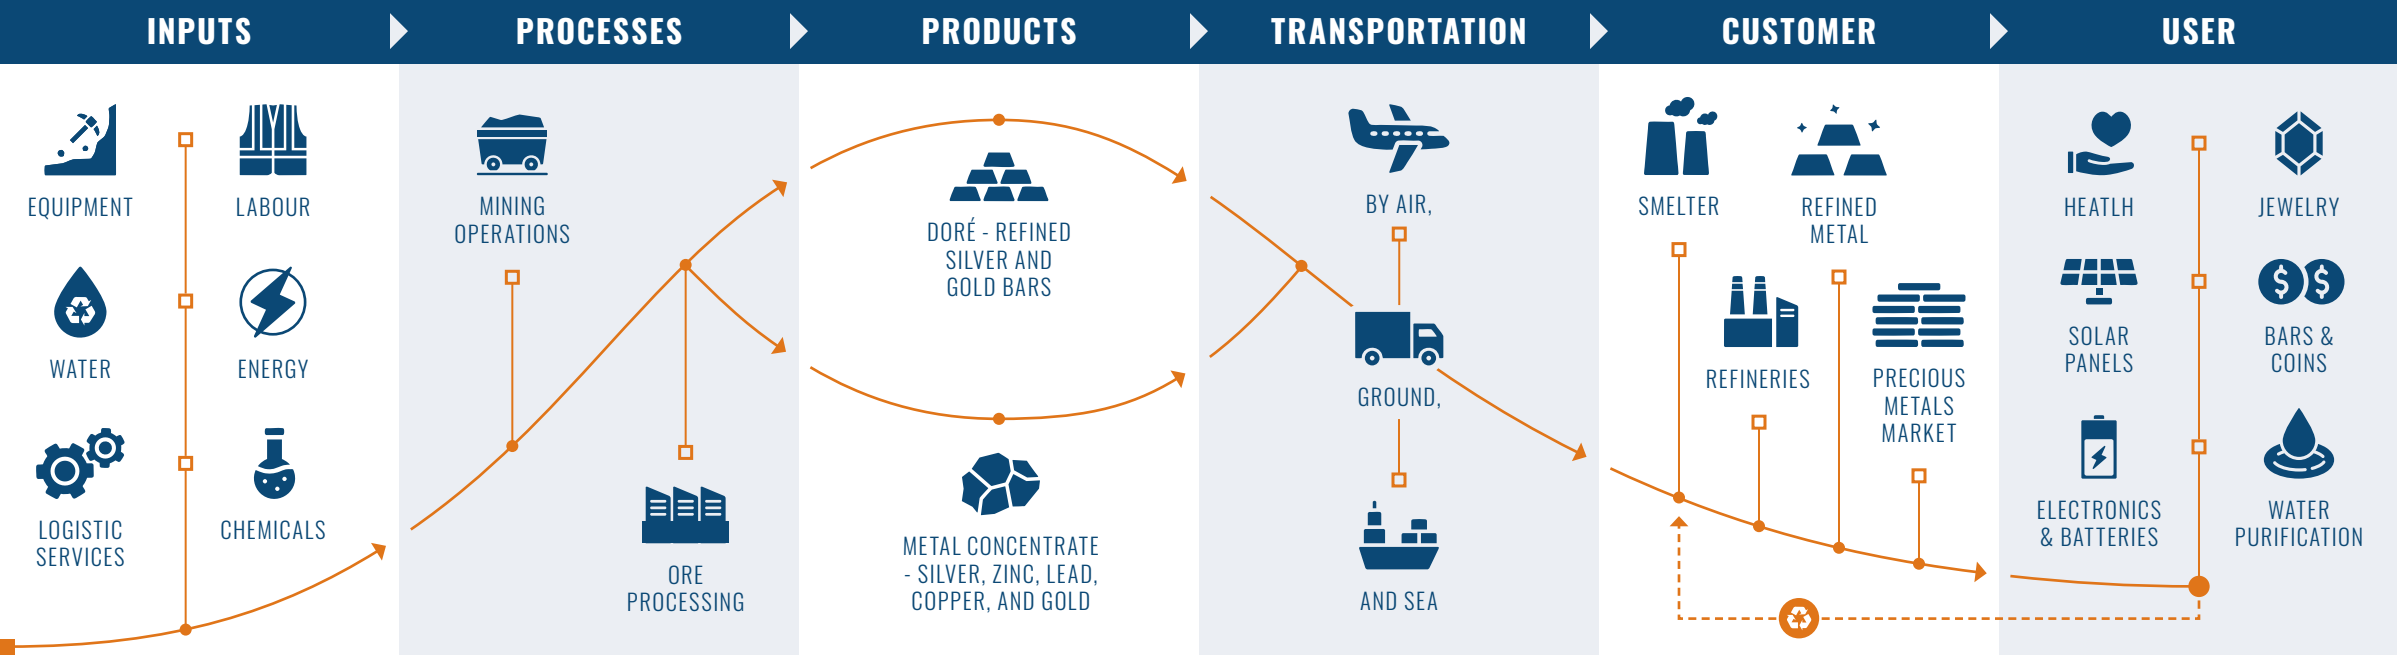 INPUTS
PROCESSES
PRODUCTS
TRANSPORTATION
CUSTOMER
USER
EQUIPMENT
LABOUR
WATER
ENERGY
LOGISTIC
SERVICES
CHEMICALS
MINING
OPERATIONS
ORE
PROCESSING
DORÉ - REFINED
SILVER AND
GOLD BARS
METAL CONCENTRATE
- SILVER, ZINC, LEAD,
COPPER, AND GOLD
BY AIR,
GROUND,
AND SEA
SMELTER
REFINED
METAL
REFINERIES
PRECIOUS
METALS
MARKET
HEATLH
JEWELRY
SOLAR
PANELS
$ $
BARS &
COINS
ELECTRONICS
& BATTERIES
WATER
PURIFICATION